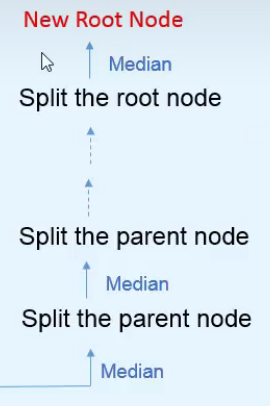 New Root Node
Median
Split the root node
Split the parent node
Median
Split the parent node
Median